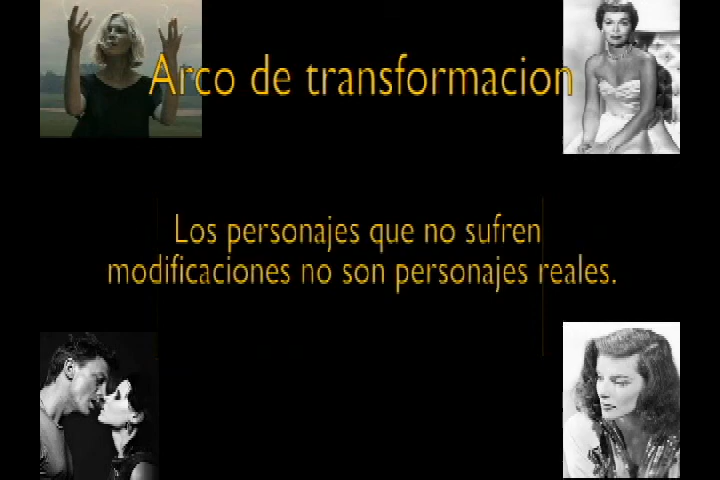 Arco de transformacion
Los personajes que no sufren
modificaciones no son personajes reales.